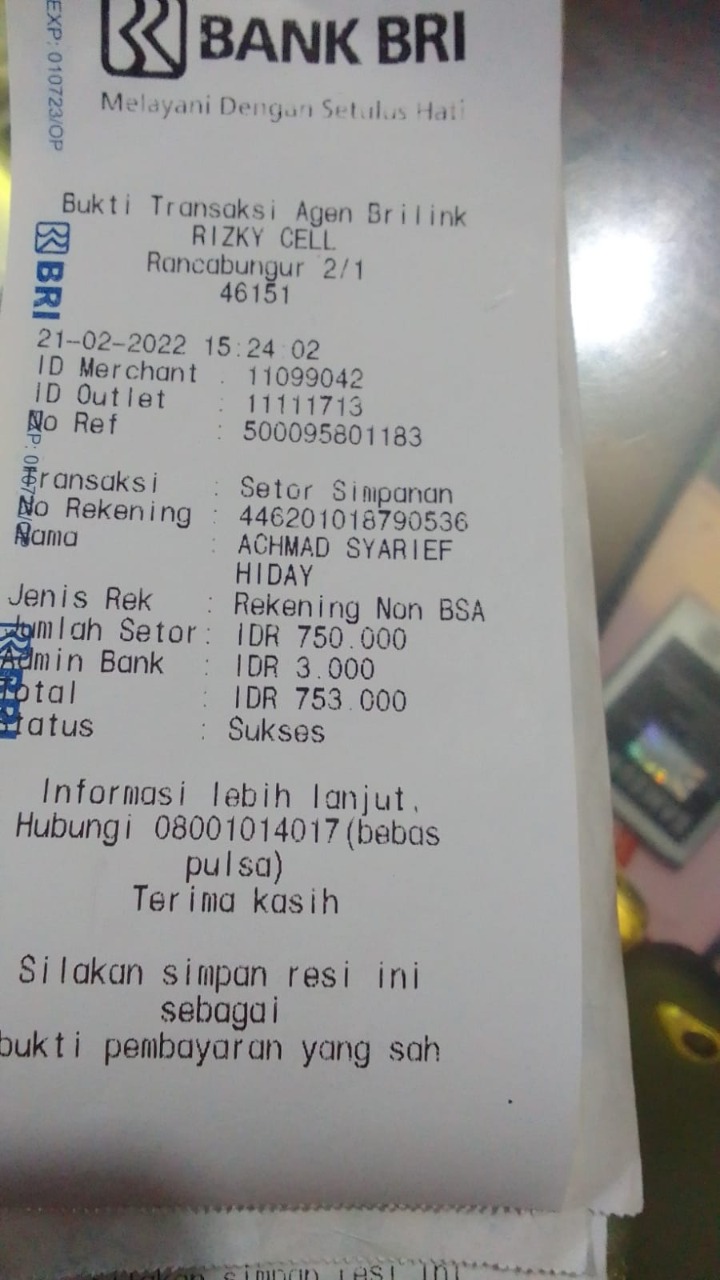 BANK BRI
Melayani Dengan Setulus Hati
EXP: 010723/OP
Bukti Transaksi Agen Brilink
RIZKY CELL
Rancabungur 2/1
46151
BRI
21-02-2022 15:24:02
ID Merchant : 11099042
ID Outlet : 11111713
No Ref : 500095801183
Transaksi : Setor Simpanan
No Rekening : 446201018790536
Nama : ACHMAD SYARIEF
HIDAY
Jenis Rek : Rekening Non BSA
Jumlah Setor: IDR 750.000
Admin Bank : IDR 3.000
Total : IDR 753.000
Status : Sukses
Informasi lebih lanjut,
Hubungi 08001014017(bebas
pulsa)
Terima kasih
Silakan simpan resi ini
sebagai
bukti pembayaran yang sah
simpan resi ini